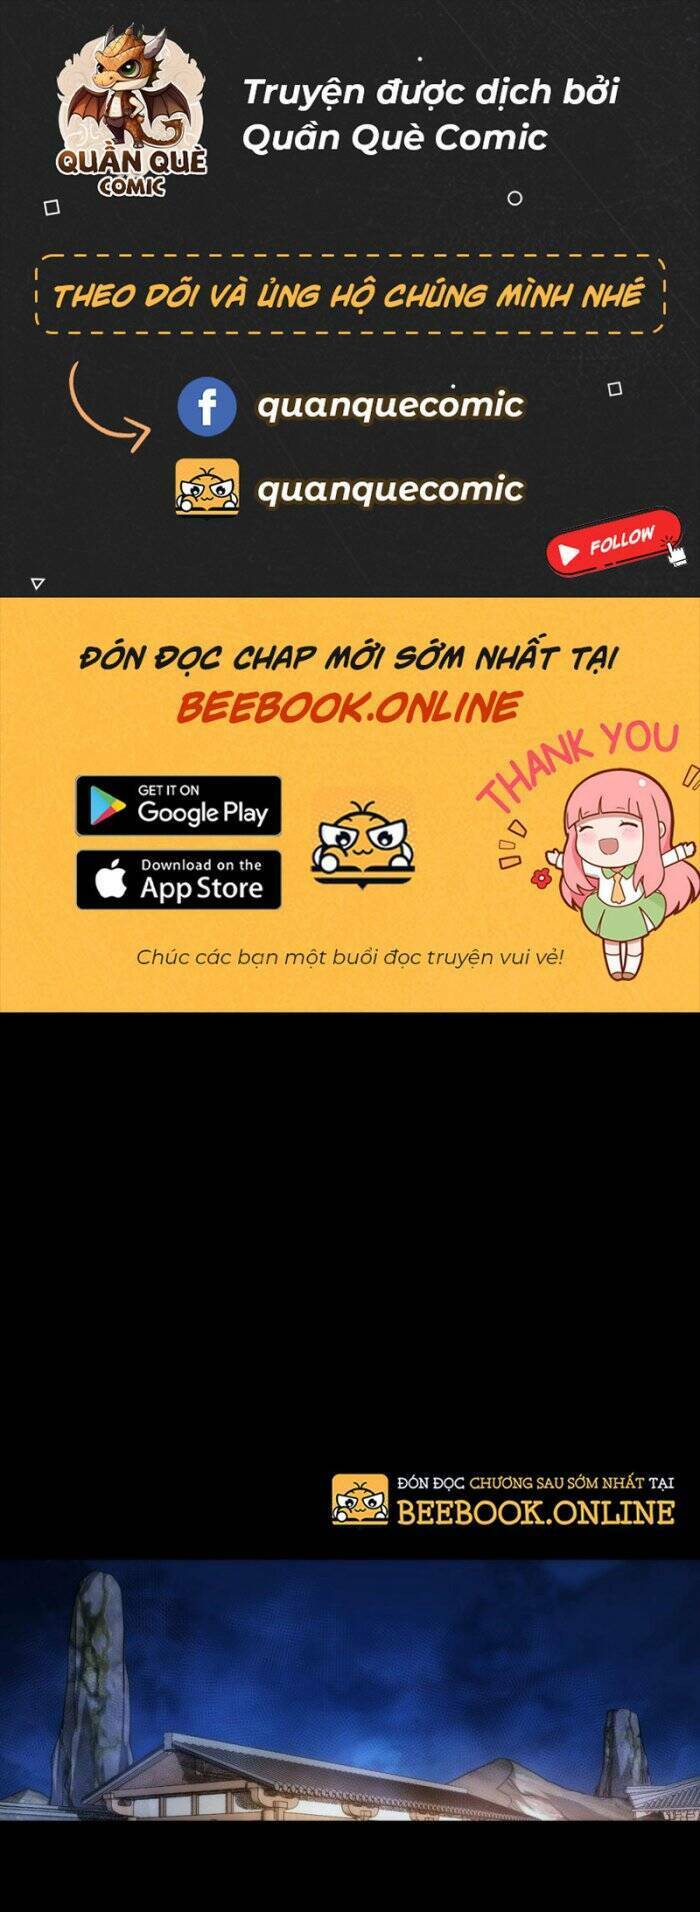 Truyện được dịch bởi
Quần Què Comic
QUẦN QUÈ
COMIC
THEO DÕI VÀ ỦNG HỘ CHÚNG MÌNH NHÉ
quanquecomic
quanquecomic
FOLLOW
ĐÓN ĐỌC CHAP MỚI SỚM NHẤT TẠI
BEEBOOK.ONLINE
THANK YOU
GET IT ON
Google Play
Download on the
App Store
Chúc các bạn một buổi đọc truyện vui vẻ!
ĐÓN ĐỌC CHƯƠNG SAU SỚM NHẤT TẠI
BEEBOOK.ONLINE